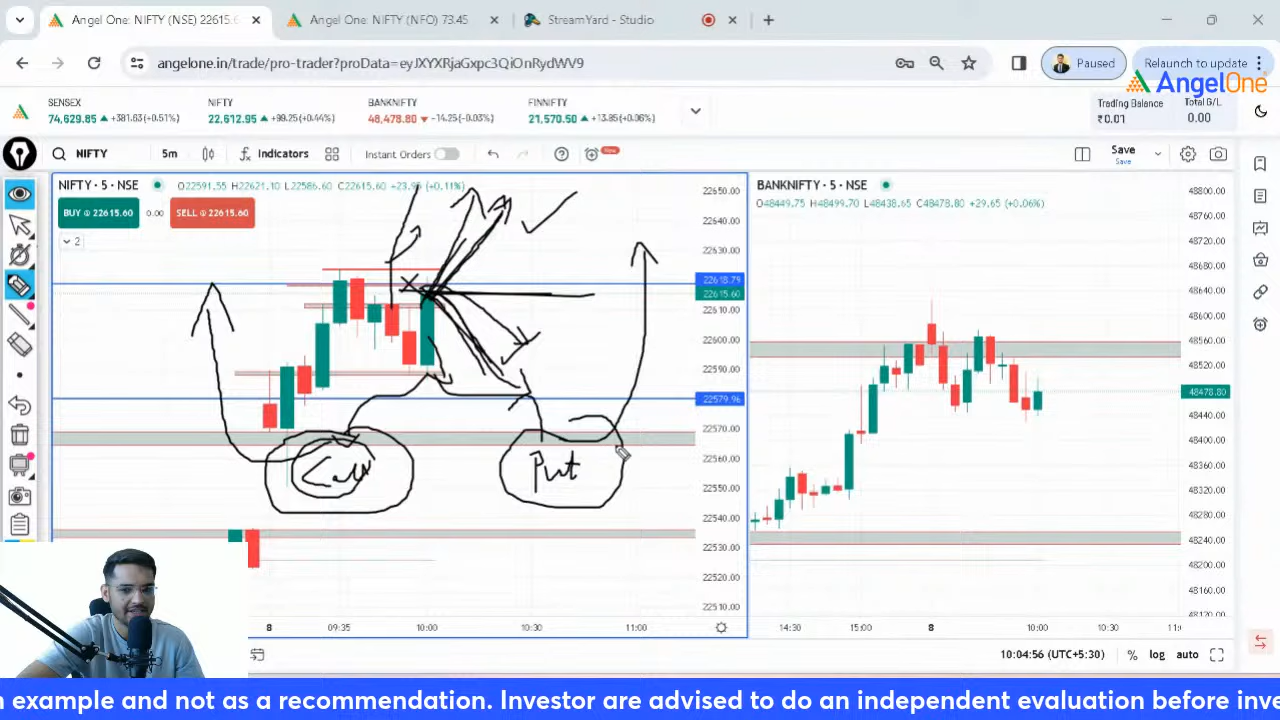 Angel One: NIFTY (NSE) 22615.6
Angel One: NIFTY (NFO) 73.45
StreamYard - Studio
angelone.in/trade/pro-trader?proData=eyJXYXRjaGxpc3QiOnRydWV9
Paused
Relaunch to update
AngelOne
SENSEX
74,629.85 +381.63(+0.51%)
NIFTY
22,612.95 +99.25(+0.44%)
BANKNIFTY
48,478.80 -14.25(-0.03%)
FINNIFTY
21,570.50 +13.85(+0.06%)
Trading Balance
₹0.01
Total G/L
0.00
NIFTY
5m
Indicators
Instant Orders
New
Save
Save
NIFTY · 5 · NSE
O22591.55 H22621.10 L22586.60 C22615.60 +23.95 (+0.11%)
BUY @ 22615.60
0.00
SELL @ 22615.60
2
22650.00
22640.00
22630.00
22618.79
22615.60
22610.00
22600.00
22590.00
22579.96
22570.00
22560.00
22550.00
22540.00
22530.00
22520.00
22510.00
Call
Put
8
09:35
10:00
10:30
11:00
BANKNIFTY · 5 · NSE
O48449.75 H48499.70 L48438.65 C48478.80 +29.65 (+0.06%)
48800.00
48760.00
48720.00
48680.00
48640.00
48600.00
48560.00
48520.00
48478.80
48440.00
48400.00
48360.00
48320.00
48280.00
48240.00
48200.00
48160.00
48120.00
14:30
15:00
8
10:00
10:30
11:
10:04:56 (UTC+5:30)
%
log
auto
example and not as a recommendation. Investor are advised to do an independent evaluation before inve